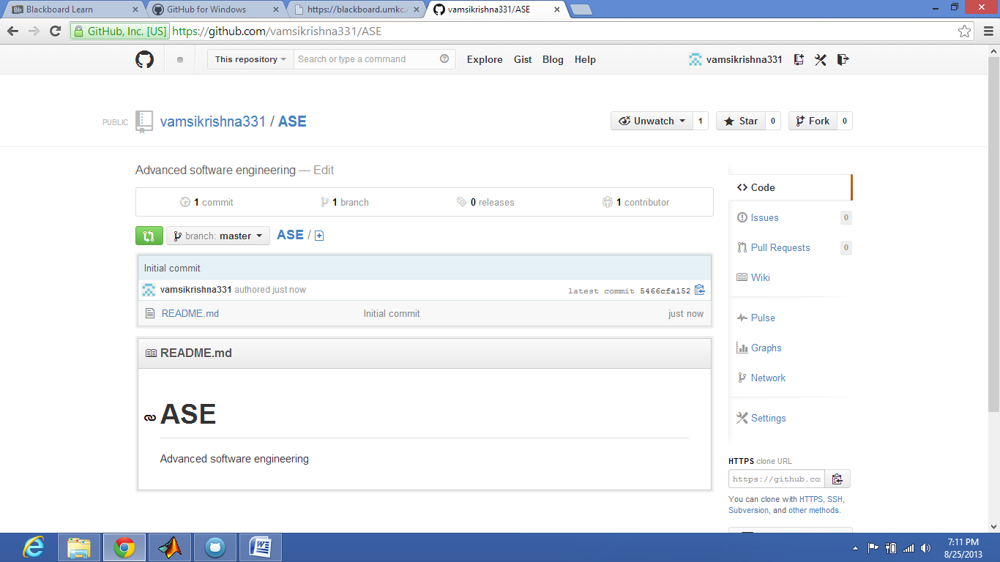 Blackboard Learn
GitHub for Windows
https://blackboard.umkc.
vamsikrishna331/ASE
GitHub, Inc. [US] https://github.com/vamsikrishna331/ASE
This repository Search or type a command Explore Gist Blog Help vamsikrishna331
PUBLIC vamsikrishna331 / ASE Unwatch 1 Star 0 Fork 0
Advanced software engineering — Edit
1 commit 1 branch 0 releases 1 contributor
branch: master ASE /
Initial commit
vamsikrishna331 authored just now latest commit 5466cfa152
README.md Initial commit just now
README.md
ASE
Advanced software engineering
Code
Issues 0
Pull Requests 0
Wiki
Pulse
Graphs
Network
Settings
HTTPS clone URL
https://github.co
You can clone with HTTPS, SSH,
Subversion, and other methods.
7:11 PM
8/25/2013